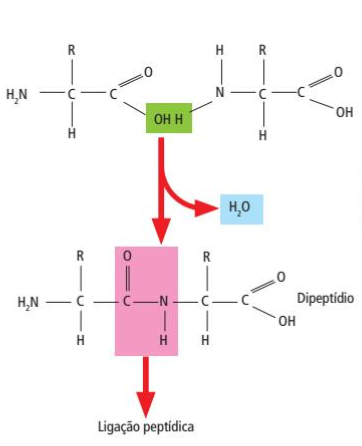 R H R
O O
H₂N C C N C C
OH H OH
H H
H₂O
R O R
O
H₂N C C N C C Dipeptídio
OH
H H H
Ligação peptídica